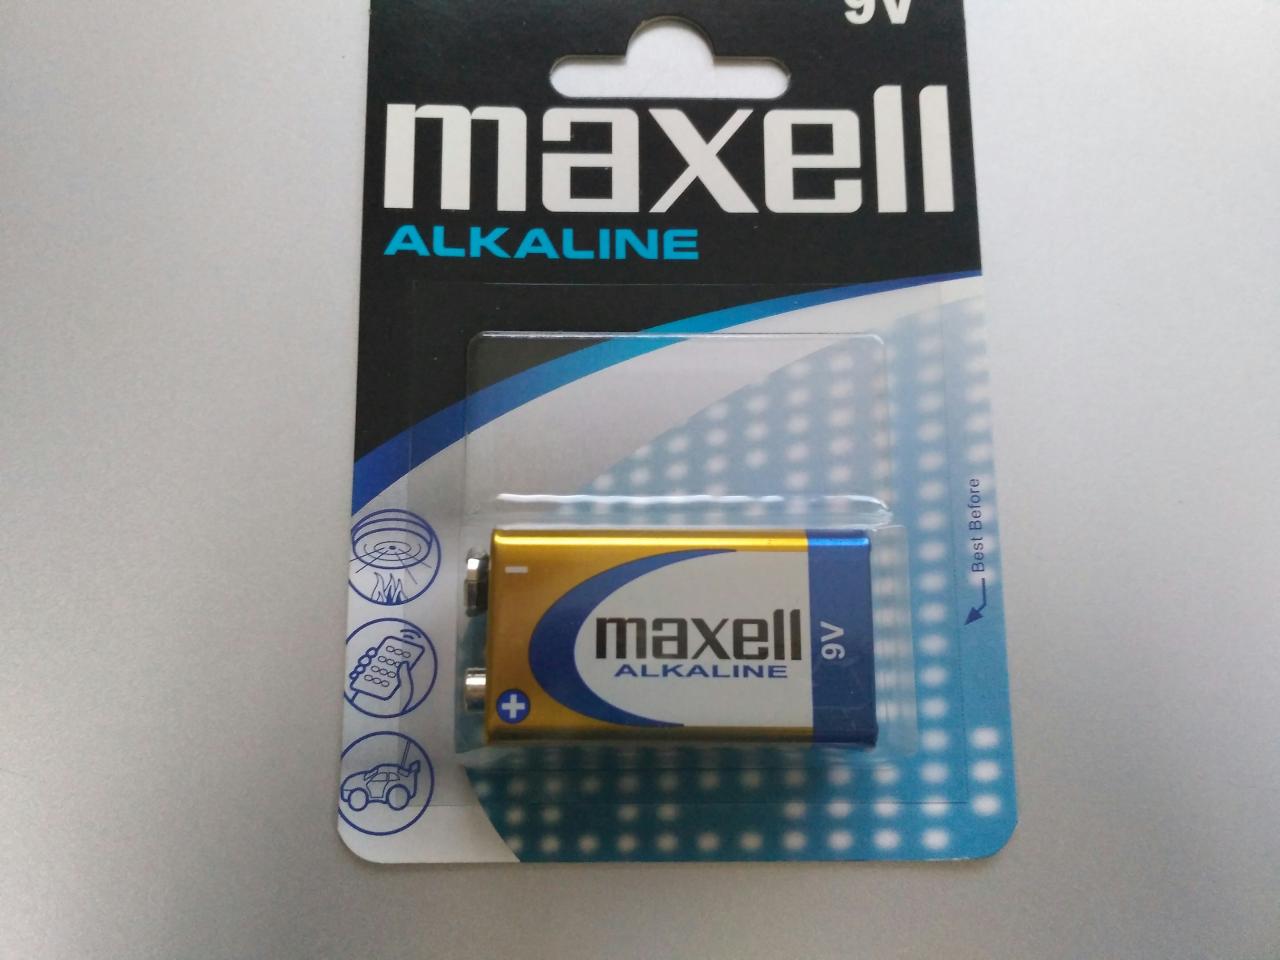 9V
maxell
ALKALINE
Best Before
–
+
maxell
ALKALINE
9V